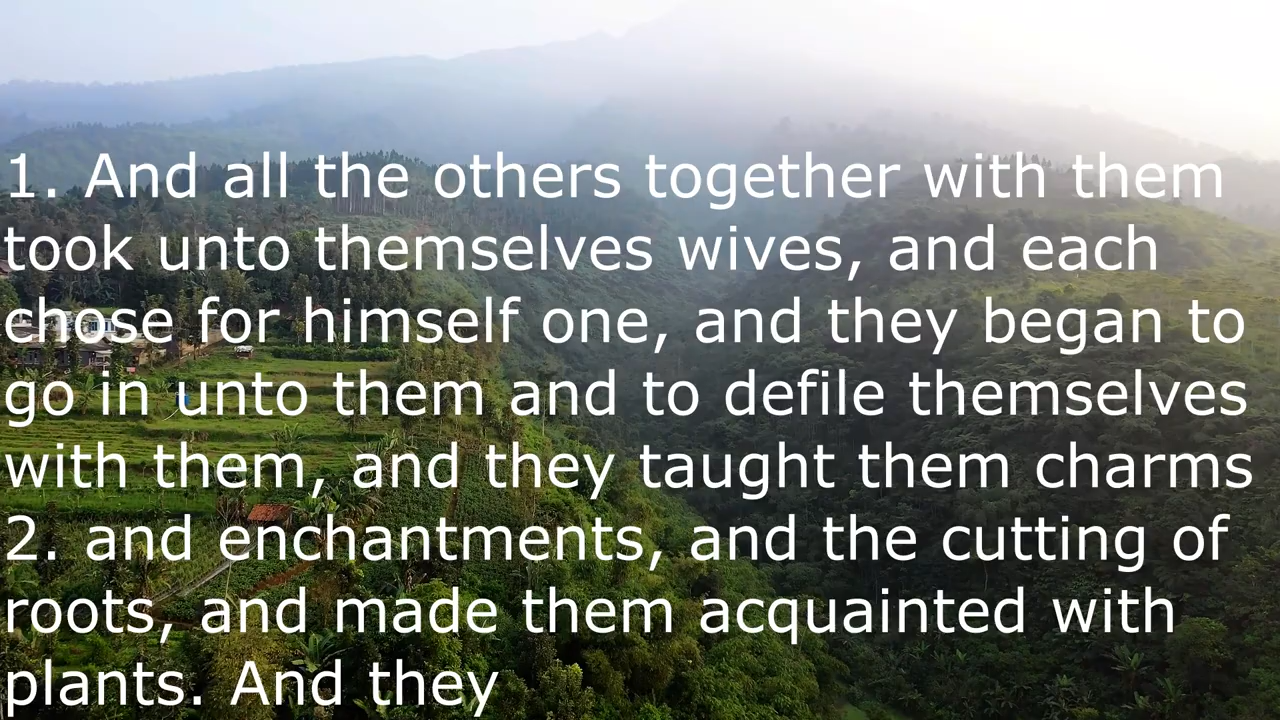 1. And all the others together with them
took unto themselves wives, and each
chose for himself one, and they began to
go in unto them and to defile themselves
with them, and they taught them charms
2. and enchantments, and the cutting of
roots, and made them acquainted with
plants. And they